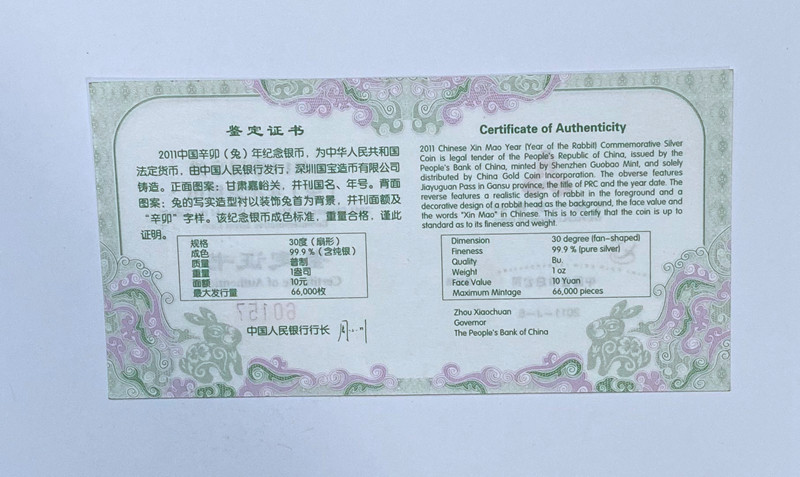 鉴定证书
2011中国辛卯（兔）年纪念银币，为中华人民共和国
法定货币，由中国人民银行发行，深圳国宝造币有限公司
铸造。正面图案：甘肃嘉峪关，并刊国名、年号。背面
图案：兔的写实造型衬以装饰兔首为背景，并刊面额及
“辛卯”字样。该纪念银币成色标准，重量合格，谨此
证明。
规格 30度（扇形）
成色 99.9％（含纯银）
质量 普制
重量 1盎司
面额 10元
最大发行量 66,000枚
中国人民银行行长
Certificate of Authenticity
2011 Chinese Xin Mao Year (Year of the Rabbit) Commemorative Silver
Coin is legal tender of the People's Republic of China, issued by the
People's Bank of China, minted by Shenzhen Guobao Mint, and solely
distributed by China Gold Coin Incorporation. The obverse features
Jiayuguan Pass in Gansu province, the title of PRC and the year date. The
reverse features a realistic design of rabbit in the foreground and a
decorative design of a rabbit head as the background, the face value and
the words "Xin Mao" in Chinese. This is to certify that the coin is up to
standard as to its fineness and weight.
Dimension 30 degree (fan-shaped)
Fineness 99.9 % (pure silver)
Quality Bu.
Weight 1 oz
Face Value 10 Yuan
Maximum Mintage 66,000 pieces
Zhou Xiaochuan
Governor
The People's Bank of China